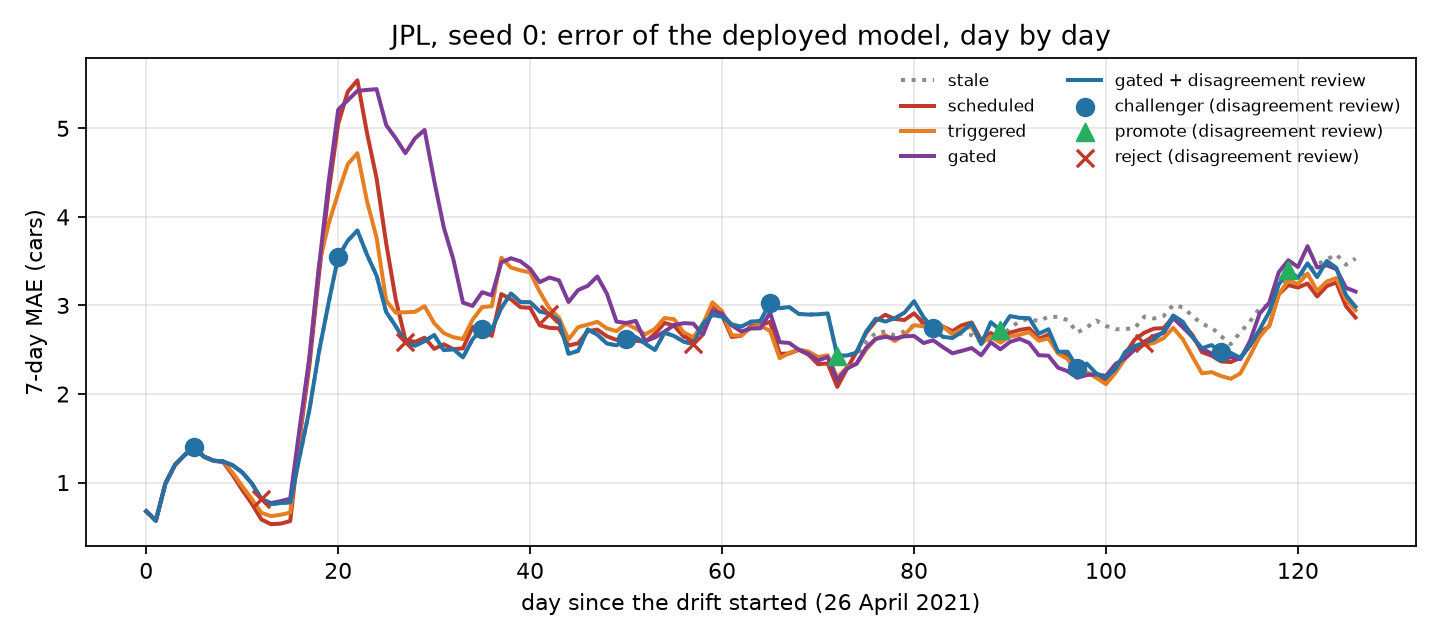 JPL, seed 0: error of the deployed model, day by day
7-day MAE (cars)
5
4
3
2
1
stale
scheduled
triggered
gated
gated + disagreement review
challenger (disagreement review)
promote (disagreement review)
reject (disagreement review)
0 20 40 60 80 100 120
day since the drift started (26 April 2021)